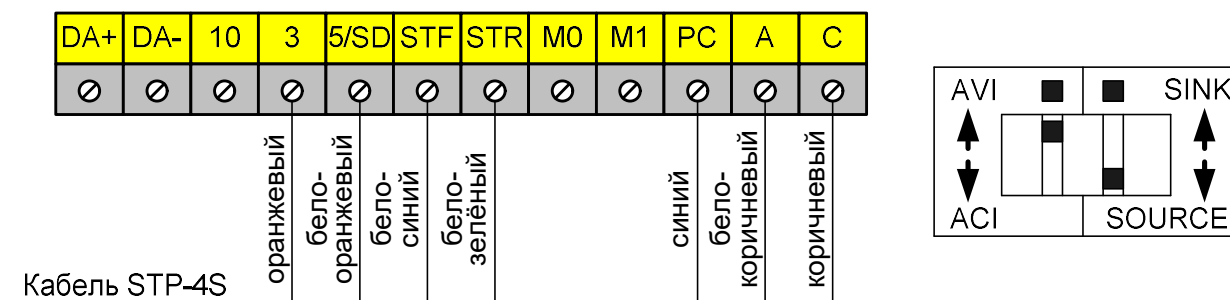 DA+ DA- 10 3 5/SD STF STR M0 M1 PC A C
AVI SINK
ACI SOURCE
оранжевый
бело-
оранжевый
бело-
синий
бело-
зелёный
синий
бело-
коричневый
коричневый
Кабель STP-4S